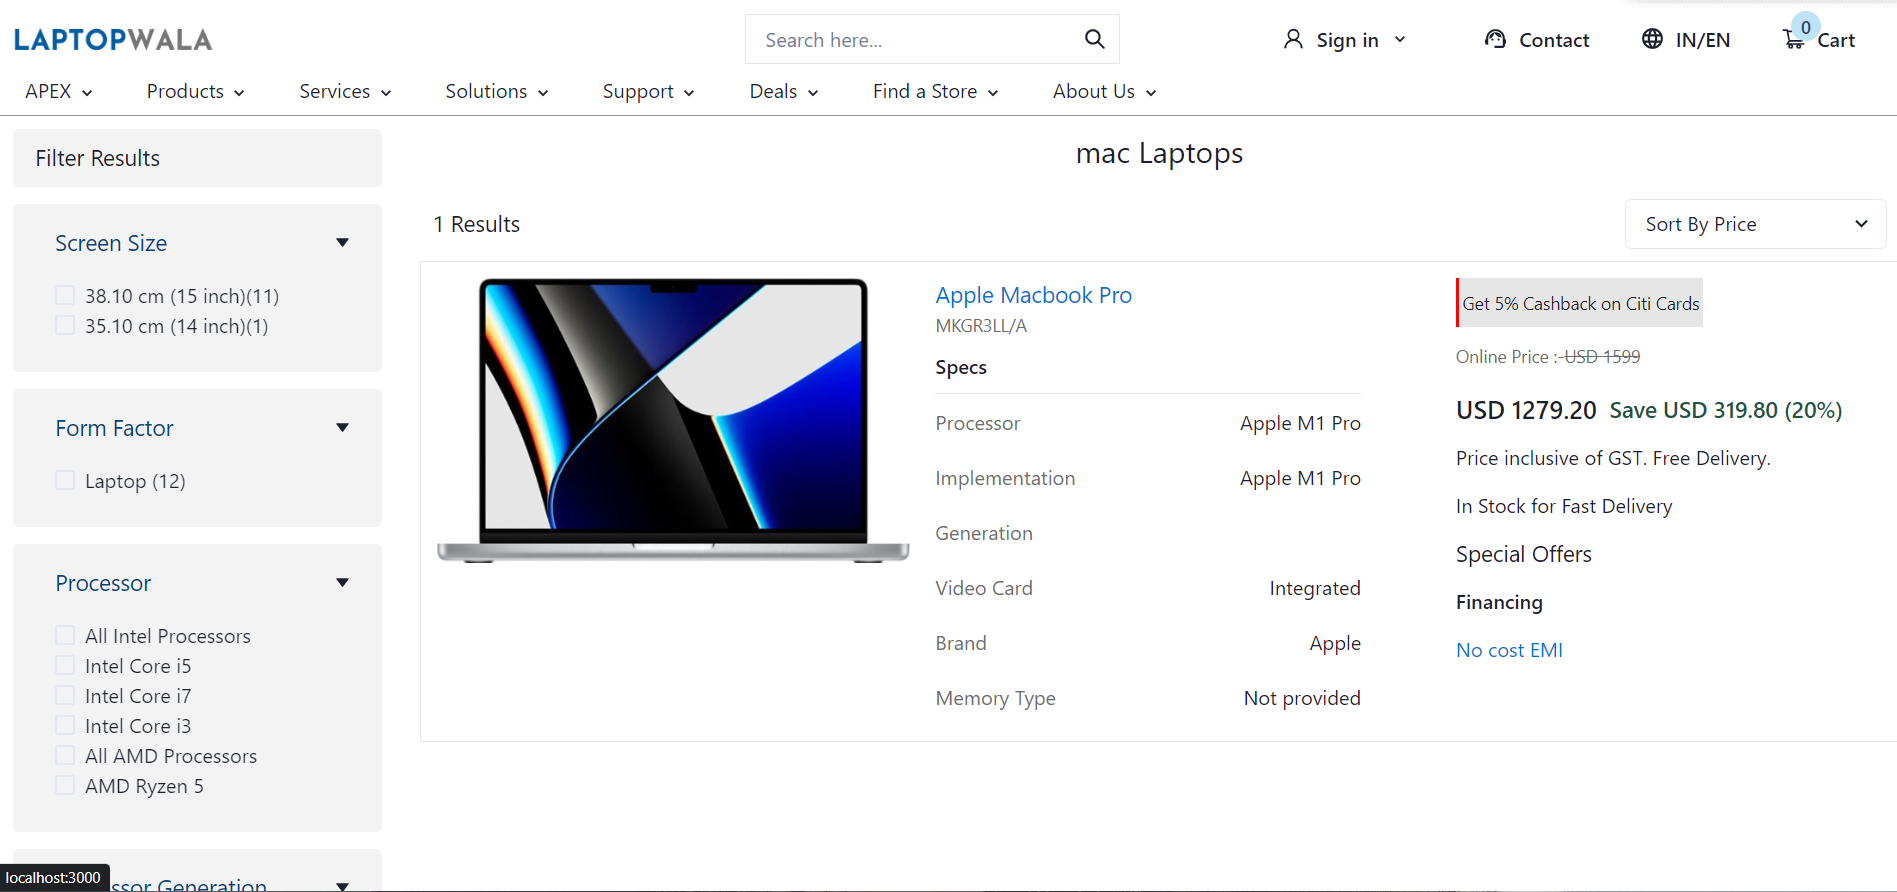 LAPTOPWALA
Search here...
Sign in
Contact
IN/EN
0
Cart
APEX
Products
Services
Solutions
Support
Deals
Find a Store
About Us
Filter Results
Screen Size
38.10 cm (15 inch)(11)
35.10 cm (14 inch)(1)
Form Factor
Laptop (12)
Processor
All Intel Processors
Intel Core i5
Intel Core i7
Intel Core i3
All AMD Processors
AMD Ryzen 5
ssor Generation
localhost:3000
mac Laptops
1 Results
Sort By Price
Apple Macbook Pro
MKGR3LL/A
Specs
Processor Apple M1 Pro
Implementation Apple M1 Pro
Generation
Video Card Integrated
Brand Apple
Memory Type Not provided
Get 5% Cashback on Citi Cards
Online Price :- USD 1599
USD 1279.20 Save USD 319.80 (20%)
Price inclusive of GST. Free Delivery.
In Stock for Fast Delivery
Special Offers
Financing
No cost EMI